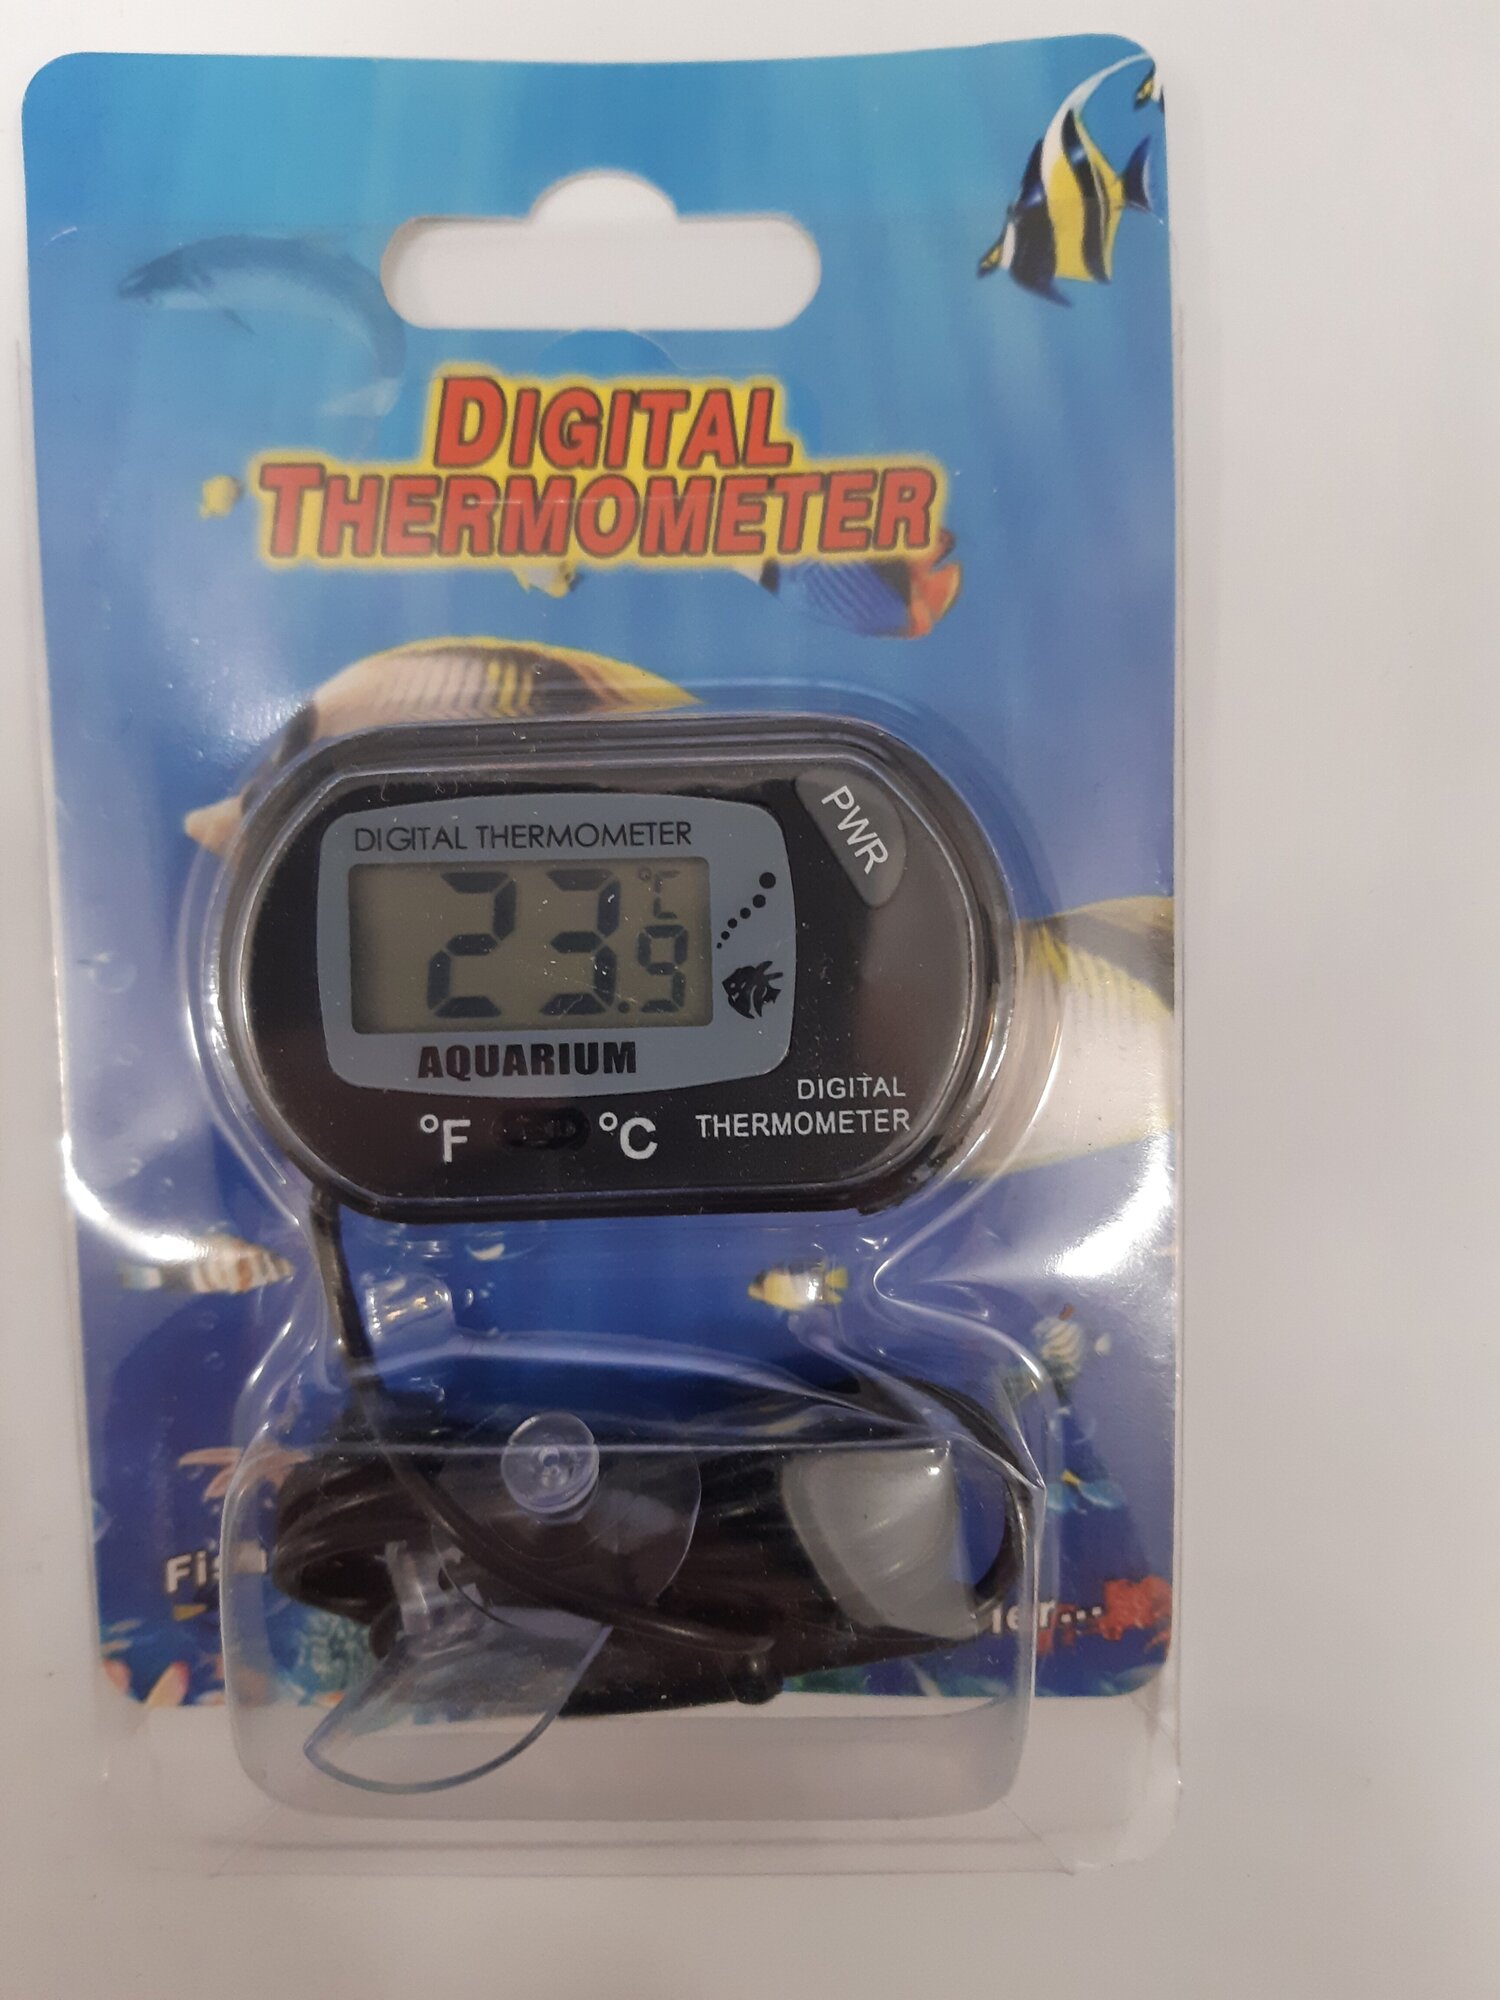 DIGITAL
THERMOMETER
PWR
DIGITAL THERMOMETER
23.9 °C
AQUARIUM
°F °C
DIGITAL
THERMOMETER